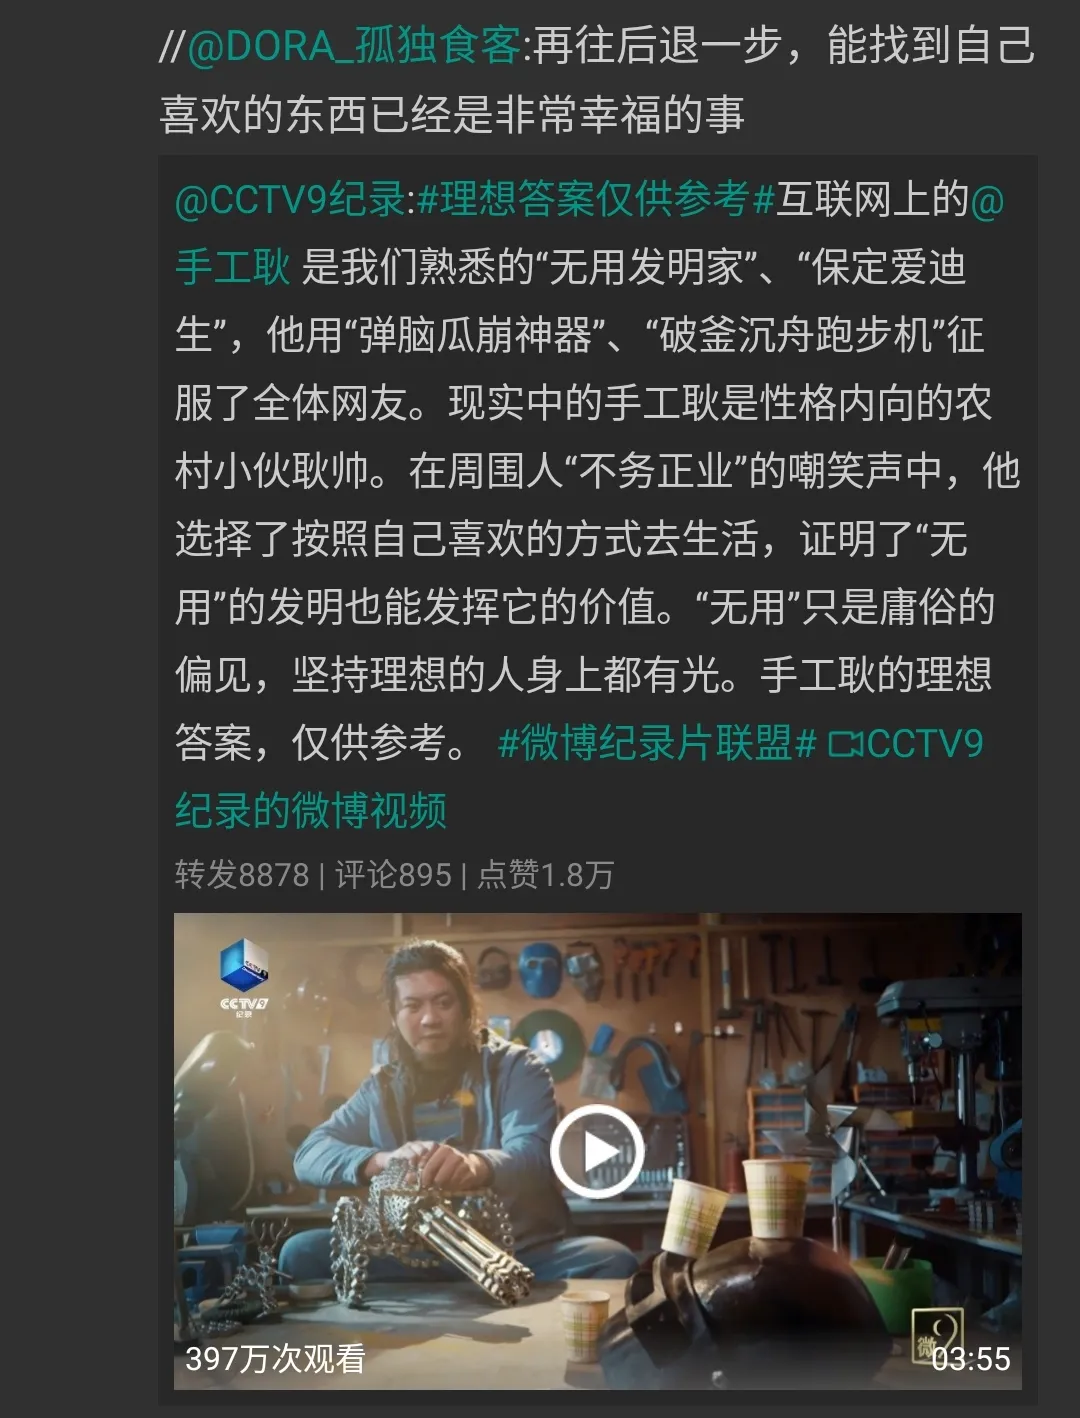 //@DORA_孤独食客:再往后退一步，能找到自己
喜欢的东西已经是非常幸福的事
@CCTV9纪录:#理想答案仅供参考#互联网上的@
手工耿 是我们熟悉的“无用发明家”、“保定爱迪
生”，他用“弹脑瓜崩神器”、“破釜沉舟跑步机”征
服了全体网友。现实中的手工耿是性格内向的农
村小伙耿帅。在周围人“不务正业”的嘲笑声中，他
选择了按照自己喜欢的方式去生活，证明了“无
用”的发明也能发挥它的价值。“无用”只是庸俗的
偏见，坚持理想的人身上都有光。手工耿的理想
答案，仅供参考。 #微博纪录片联盟# CCTV9
纪录的微博视频
转发8878 | 评论895 | 点赞1.8万
CCTV9
纪录
微
397万次观看
03:55